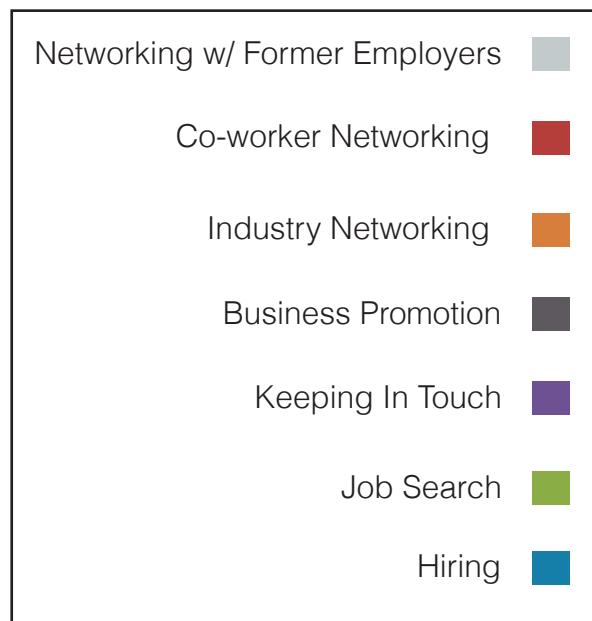 Networking w/ Former Employers
Co-worker Networking
Industry Networking
Business Promotion
Keeping In Touch
Job Search
Hiring